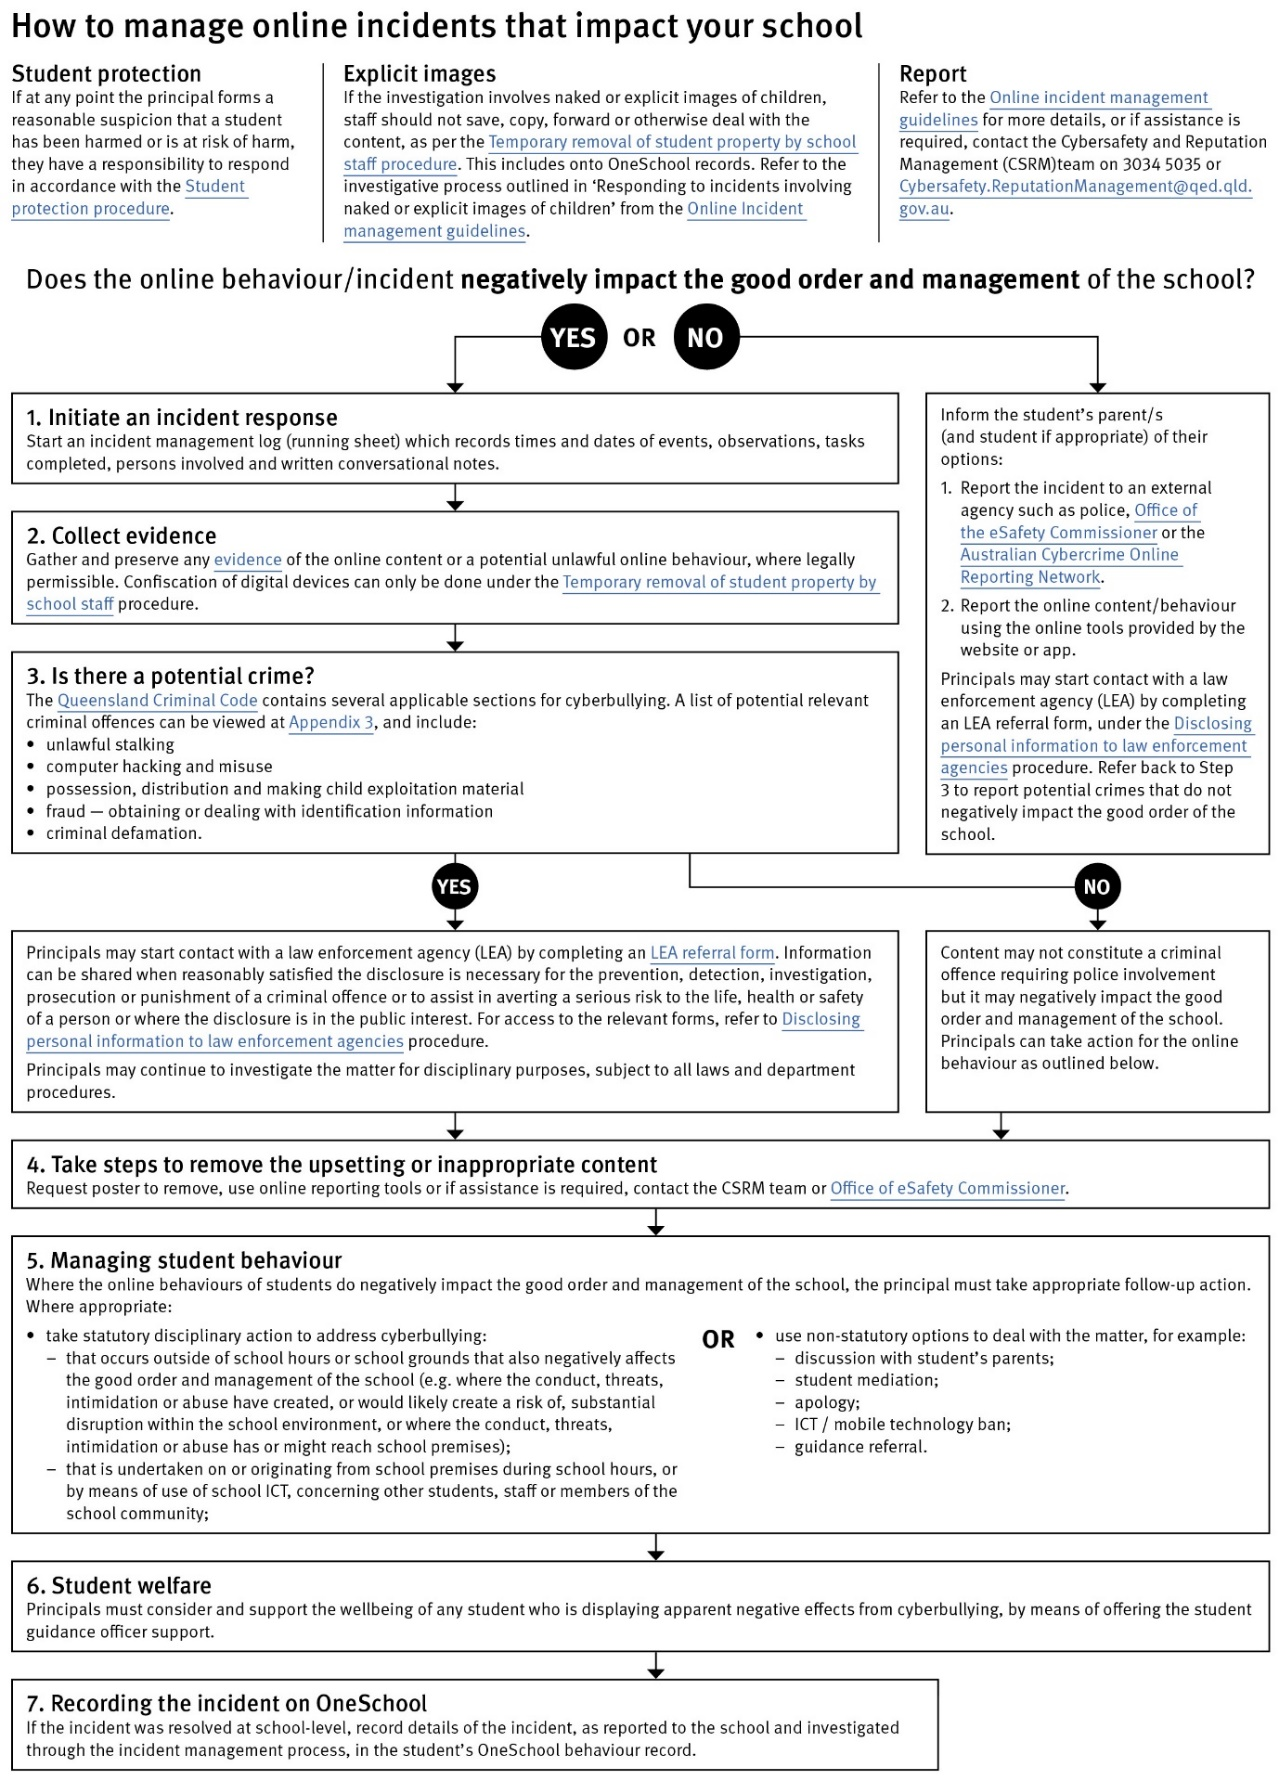 How to manage online incidents that impact your school
Student protection
If at any point the principal forms a
reasonable suspicion that a student
has been harmed or is at risk of harm,
they have a responsibility to respond
in accordance with the Student
protection procedure.
Explicit images
If the investigation involves naked or explicit images of children,
staff should not save, copy, forward or otherwise deal with the
content, as per the Temporary removal of student property by school
staff procedure. This includes onto OneSchool records. Refer to the
investigative process outlined in ‘Responding to incidents involving
naked or explicit images of children’ from the Online Incident
management guidelines.
Report
Refer to the Online incident management
guidelines for more details, or if assistance is
required, contact the Cybersafety and Reputation
Management (CSRM)team on 3034 5035 or
Cybersafety.ReputationManagement@qed.qld.
gov.au.
Does the online behaviour/incident negatively impact the good order and management of the school?
YES OR NO
1. Initiate an incident response
Start an incident management log (running sheet) which records times and dates of events, observations, tasks
completed, persons involved and written conversational notes.
2. Collect evidence
Gather and preserve any evidence of the online content or a potential unlawful online behaviour, where legally
permissible. Confiscation of digital devices can only be done under the Temporary removal of student property by
school staff procedure.
3. Is there a potential crime?
The Queensland Criminal Code contains several applicable sections for cyberbullying. A list of potential relevant
criminal offences can be viewed at Appendix 3, and include:
• unlawful stalking
• computer hacking and misuse
• possession, distribution and making child exploitation material
• fraud — obtaining or dealing with identification information
• criminal defamation.
Inform the student’s parent/s
(and student if appropriate) of their
options:
1. Report the incident to an external
agency such as police, Office of
the eSafety Commissioner or the
Australian Cybercrime Online
Reporting Network.
2. Report the online content/behaviour
using the online tools provided by the
website or app.
Principals may start contact with a law
enforcement agency (LEA) by completing
an LEA referral form, under the Disclosing
personal information to law enforcement
agencies procedure. Refer back to Step
3 to report potential crimes that do not
negatively impact the good order of the
school.
YES
NO
Principals may start contact with a law enforcement agency (LEA) by completing an LEA referral form. Information
can be shared when reasonably satisfied the disclosure is necessary for the prevention, detection, investigation,
prosecution or punishment of a criminal offence or to assist in averting a serious risk to the life, health or safety
of a person or where the disclosure is in the public interest. For access to the relevant forms, refer to Disclosing
personal information to law enforcement agencies procedure.
Principals may continue to investigate the matter for disciplinary purposes, subject to all laws and department
procedures.
Content may not constitute a criminal
offence requiring police involvement
but it may negatively impact the good
order and management of the school.
Principals can take action for the online
behaviour as outlined below.
4. Take steps to remove the upsetting or inappropriate content
Request poster to remove, use online reporting tools or if assistance is required, contact the CSRM team or Office of eSafety Commissioner.
5. Managing student behaviour
Where the online behaviours of students do negatively impact the good order and management of the school, the principal must take appropriate follow-up action.
Where appropriate:
• take statutory disciplinary action to address cyberbullying:
– that occurs outside of school hours or school grounds that also negatively affects
the good order and management of the school (e.g. where the conduct, threats,
intimidation or abuse have created, or would likely create a risk of, substantial
disruption within the school environment, or where the conduct, threats,
intimidation or abuse has or might reach school premises);
– that is undertaken on or originating from school premises during school hours, or
by means of use of school ICT, concerning other students, staff or members of the
school community;
OR
• use non-statutory options to deal with the matter, for example:
– discussion with student’s parents;
– student mediation;
– apology;
– ICT / mobile technology ban;
– guidance referral.
6. Student welfare
Principals must consider and support the wellbeing of any student who is displaying apparent negative effects from cyberbullying, by means of offering the student
guidance officer support.
7. Recording the incident on OneSchool
If the incident was resolved at school-level, record details of the incident, as reported to the school and investigated
through the incident management process, in the student’s OneSchool behaviour record.